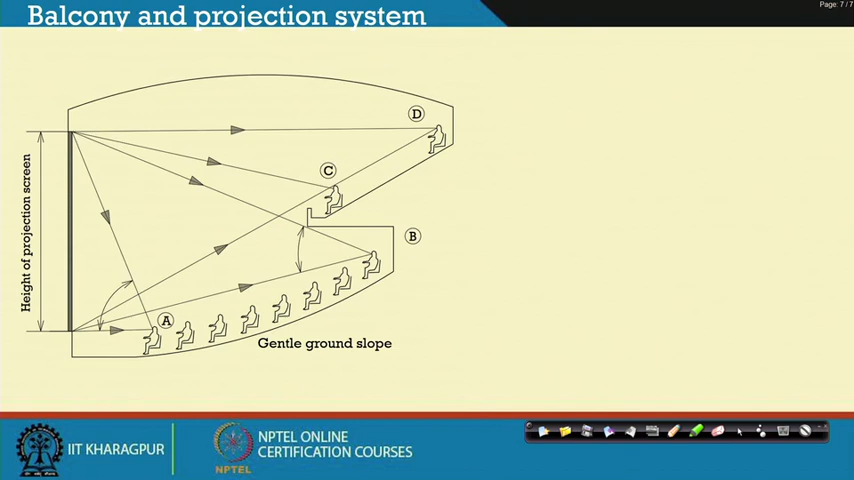 Balcony and projection system
Page: 7 / 7
D
C
B
Height of projection screen
A
Gentle ground slope
IIT KHARAGPUR
NPTEL
NPTEL ONLINE
CERTIFICATION COURSES